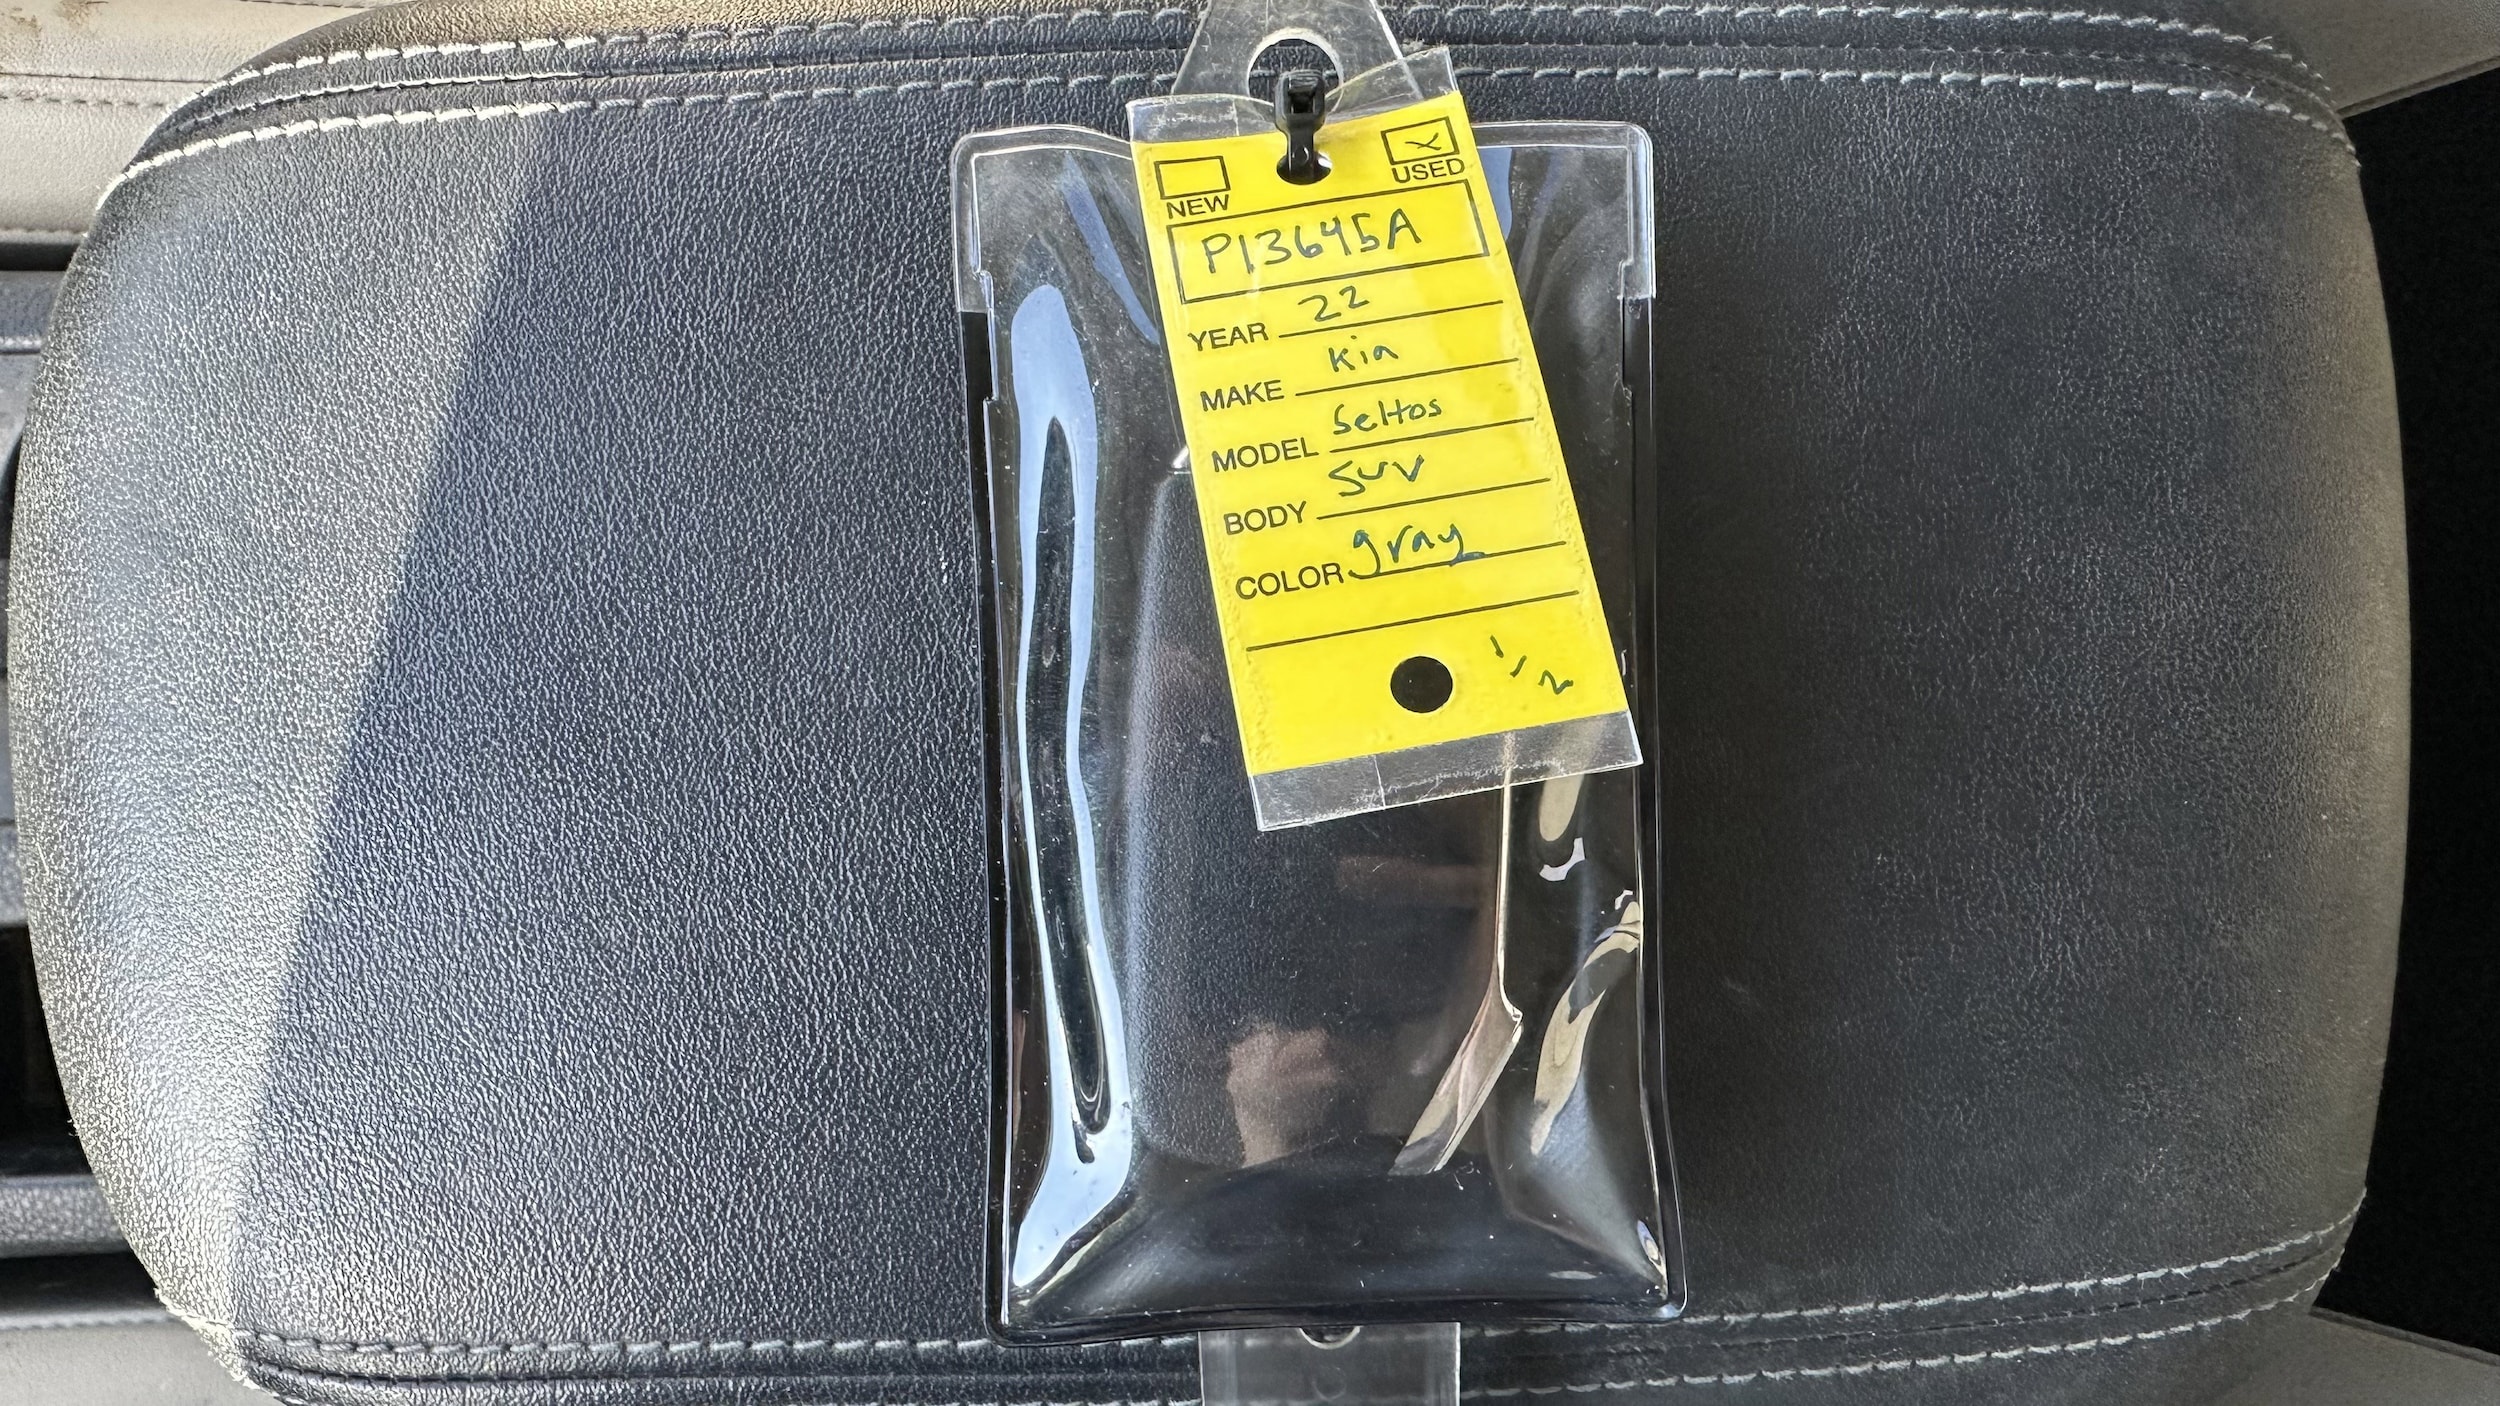 NEW USED
P13645A
YEAR 22
MAKE Kia
MODEL Seltos
BODY SUV
COLOR gray
1/2